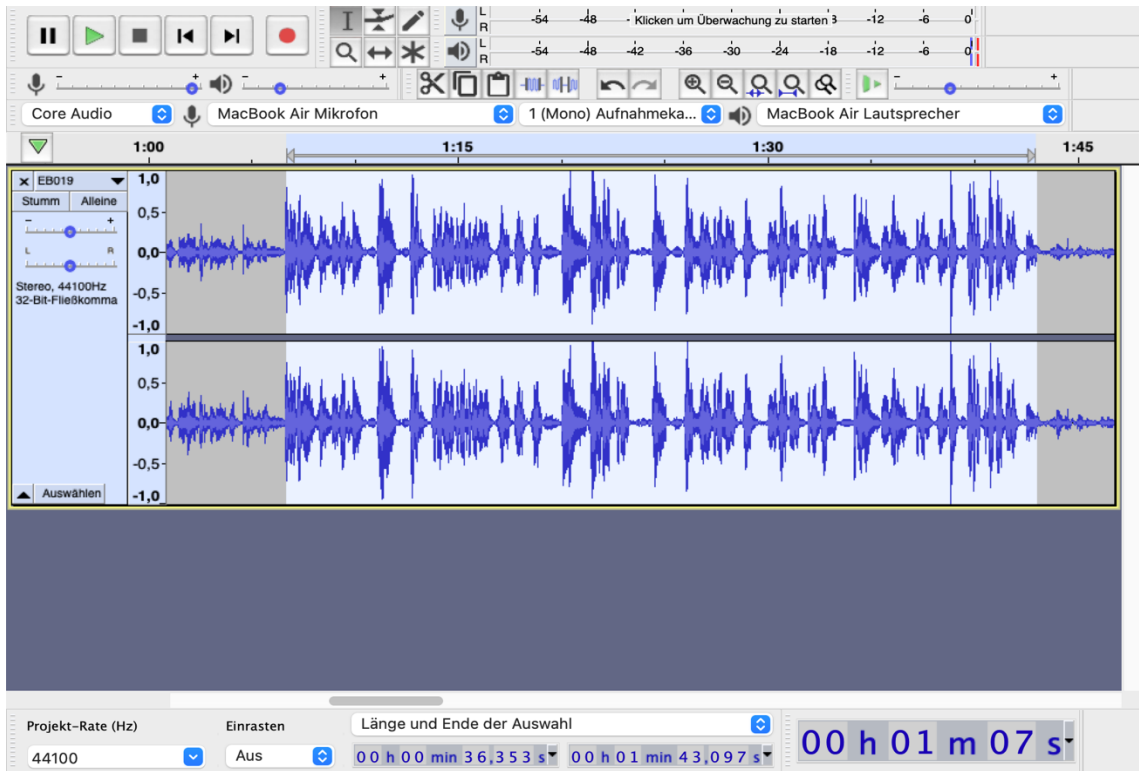 L
R
-54 -48 - Klicken um Überwachung zu starten 3 -12 -6 0
L
R
-54 -48 -42 -36 -30 -24 -18 -12 -6 0
- + - + - +
Core Audio MacBook Air Mikrofon 1 (Mono) Aufnahmeka... MacBook Air Lautsprecher
1:00 1:15 1:30 1:45
× EB019
Stumm Alleine
- +
L R
Stereo, 44100Hz
32-Bit-Fließkomma
Auswählen
1,0
0,5-
0,0-
-0,5-
-1,0
1,0
0,5-
0,0-
-0,5-
-1,0
Projekt-Rate (Hz) Einrasten Länge und Ende der Auswahl
44100 Aus 00 h 00 min 36,353 s 00 h 01 min 43,097 s
00 h 01 m 07 s